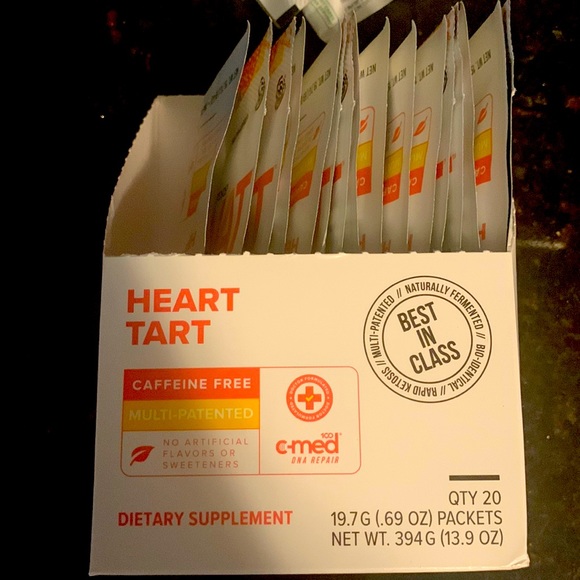 HEART
TART
CAFFEINE FREE
MULTI-PATENTED
NO ARTIFICIAL
FLAVORS OR
SWEETENERS
100
c-med
DNA REPAIR
MULTI-PATENTED // NATURALLY FERMENTED // BIO-IDENTICAL // RAPID KETOSIS //
BEST
IN
CLASS
QTY 20
DIETARY SUPPLEMENT
19.7G (.69 OZ) PACKETS
NET WT. 394G (13.9 OZ)